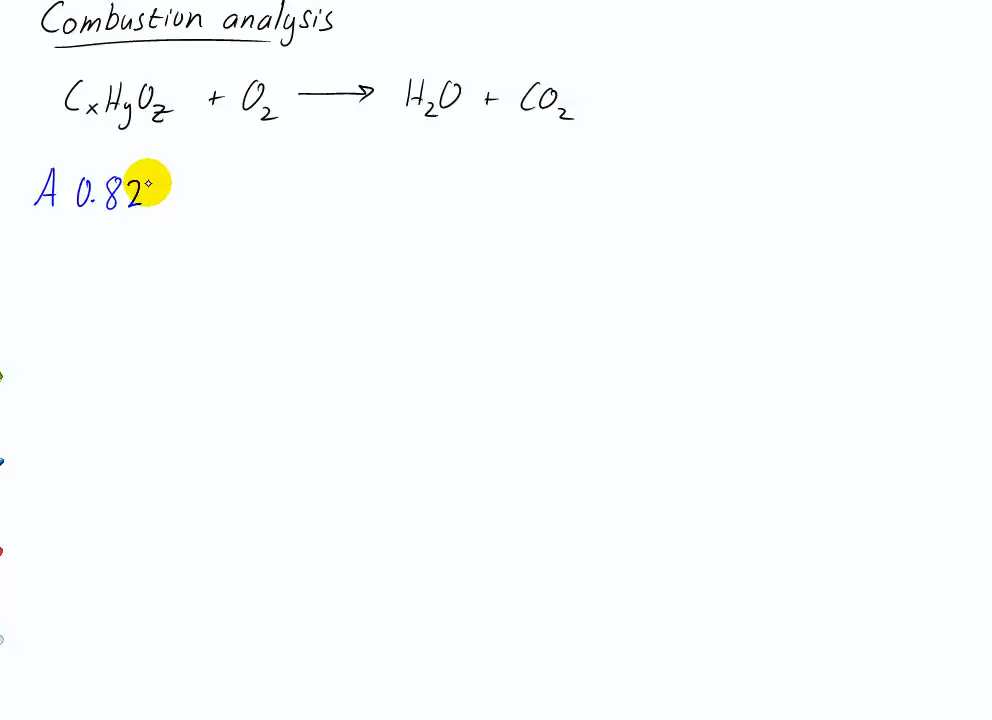 Combustion analysis
CxHyOz + O2 ⟶ H2O + CO2
A 0.82